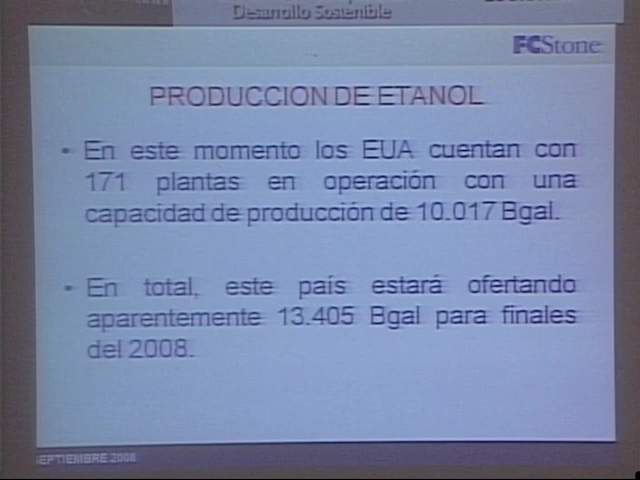 Desarrollo Sostenible
FCStone
PRODUCCION DE ETANOL
• En este momento los EUA cuentan con
171 plantas en operación con una
capacidad de producción de 10.017 Bgal.
• En total, este país estará ofertando
aparentemente 13.405 Bgal para finales
del 2008.
SEPTIEMBRE 2008